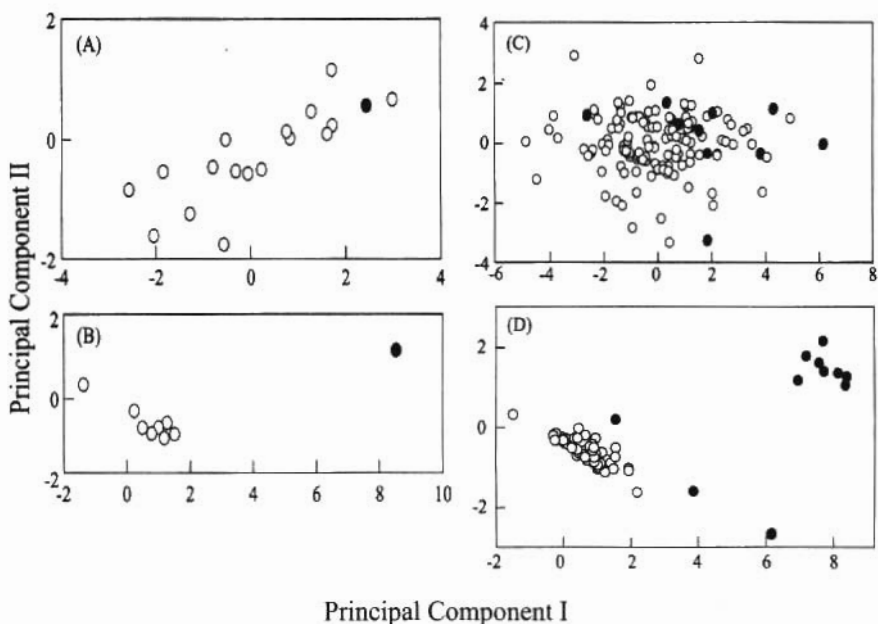 Principal Component II
(A)
2
0
-2
-4 -2 0 2 4
(C)
4
2
0
-2
-4
-6 -4 -2 0 2 4 6 8
(B)
2
0
-2
-2 0 2 4 6 8 10
(D)
2
0
-2
0 2 4 6 8
Principal Component I